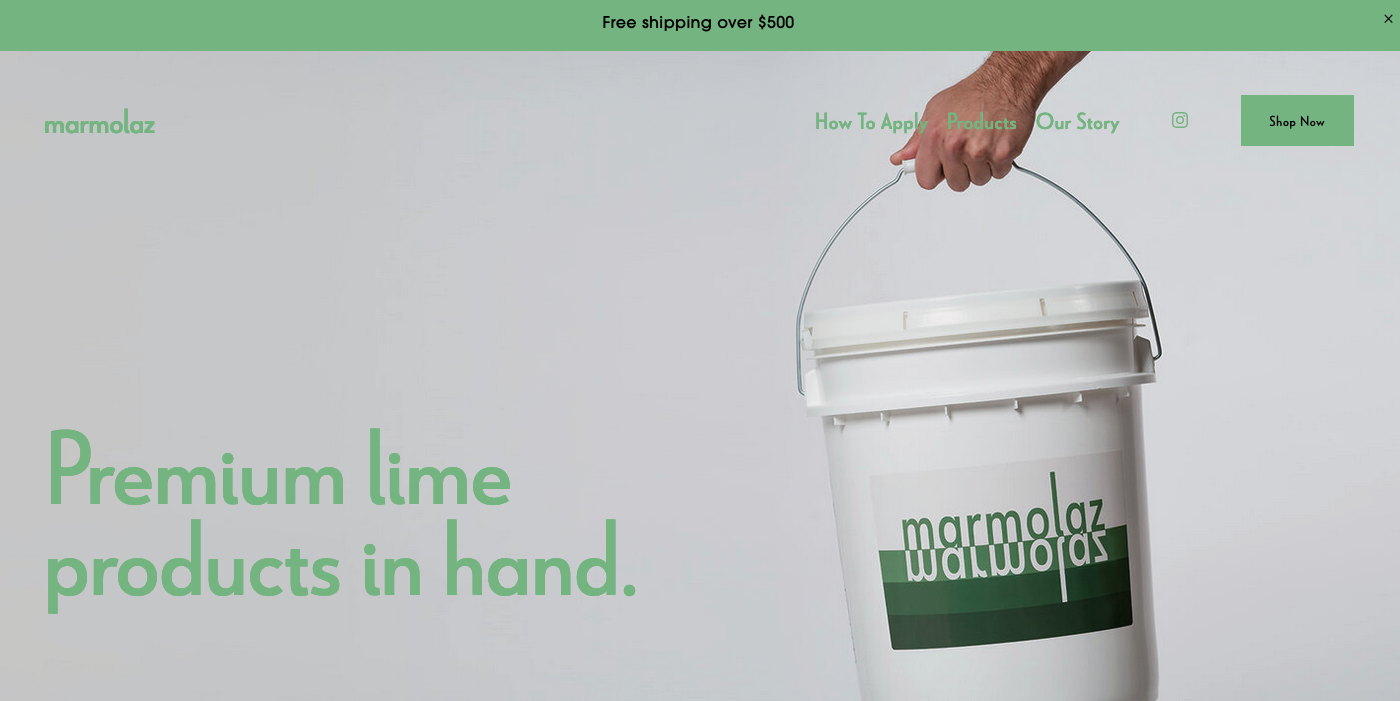 Free shipping over $500
marmolaz
How To Apply Products Our Story
Shop Now
Premium lime
products in hand.
marmolaz
marmolaz